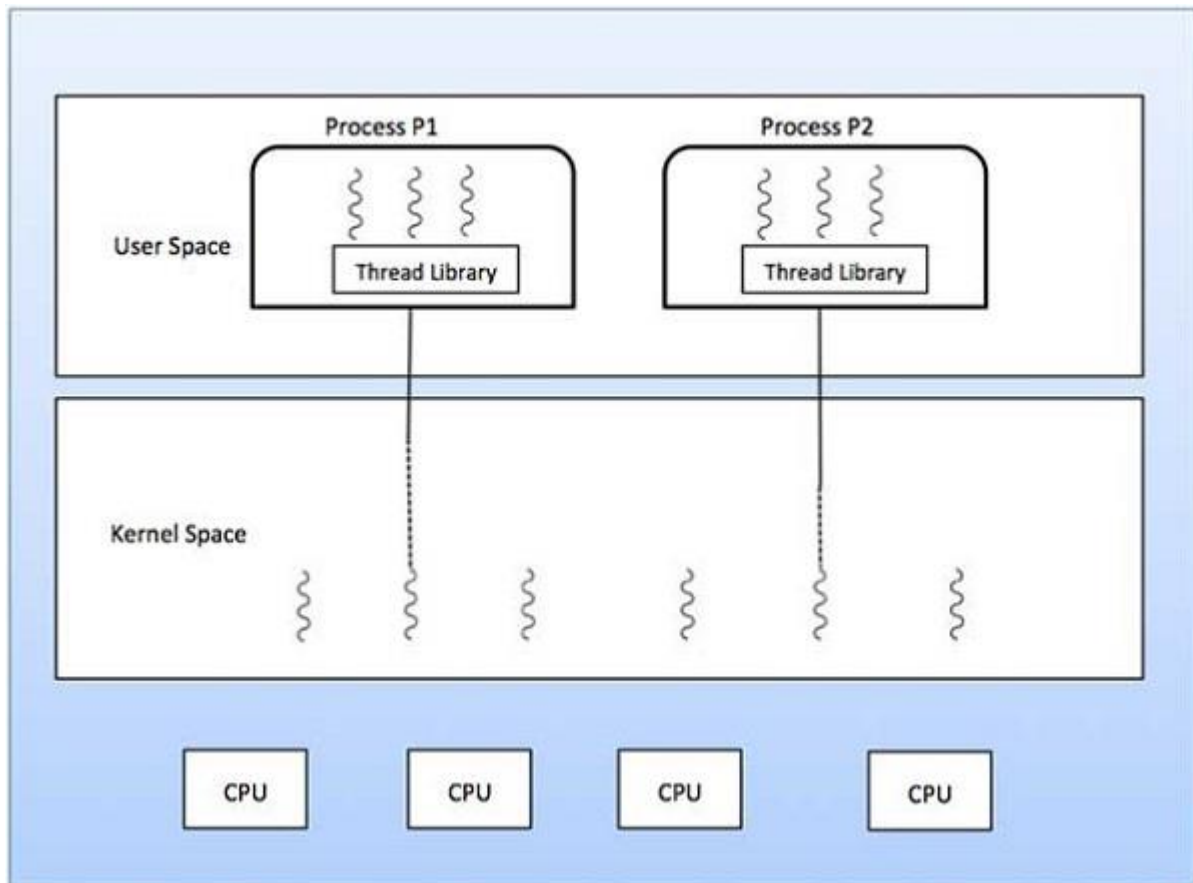 Process P1
Process P2
User Space
Thread Library
Thread Library
Kernel Space
CPU
CPU
CPU
CPU